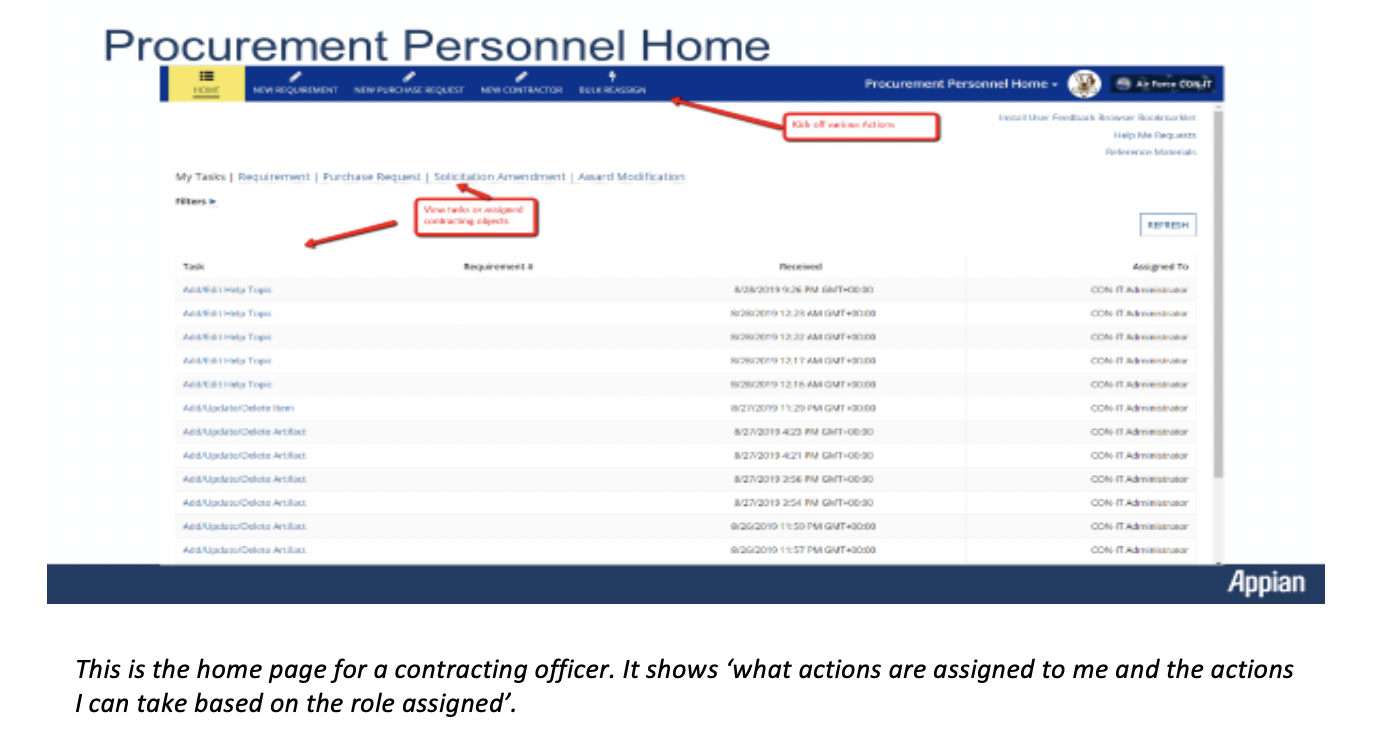 Procurement Personnel Home
HOME NEW REQUIREMENT NEW PURCHASE REQUEST NEW CONTRACTOR BULK REASSIGN Procurement Personnel Home Air Force CON-IT
Kick off various Actions
Install User Feedback Browser Bookmarklet
Help Me Requests
Reference Materials
My Tasks | Requirement | Purchase Request | Solicitation Amendment | Award Modification
Filters
View tasks or assigned
contracting objects
REFRESH
Task Requirement # Received Assigned To
Add/Edit Help Topic 8/28/2019 9:26 PM GMT+00:00 CON-IT Administrator
Add/Edit Help Topic 8/28/2019 12:23 AM GMT+00:00 CON-IT Administrator
Add/Edit Help Topic 8/28/2019 12:22 AM GMT+00:00 CON-IT Administrator
Add/Edit Help Topic 8/28/2019 12:17 AM GMT+00:00 CON-IT Administrator
Add/Edit Help Topic 8/28/2019 12:16 AM GMT+00:00 CON-IT Administrator
Add/Update/Delete Item 8/27/2019 11:29 PM GMT+00:00 CON-IT Administrator
Add/Update/Delete Artifact 8/27/2019 4:23 PM GMT+00:00 CON-IT Administrator
Add/Update/Delete Artifact 8/27/2019 4:21 PM GMT+00:00 CON-IT Administrator
Add/Update/Delete Artifact 8/27/2019 3:56 PM GMT+00:00 CON-IT Administrator
Add/Update/Delete Artifact 8/27/2019 2:54 PM GMT+00:00 CON-IT Administrator
Add/Update/Delete Artifact 8/26/2019 11:59 PM GMT+00:00 CON-IT Administrator
Add/Update/Delete Artifact 8/26/2019 11:57 PM GMT+00:00 CON-IT Administrator
Appian
This is the home page for a contracting officer. It shows ‘what actions are assigned to me and the actions
I can take based on the role assigned’.